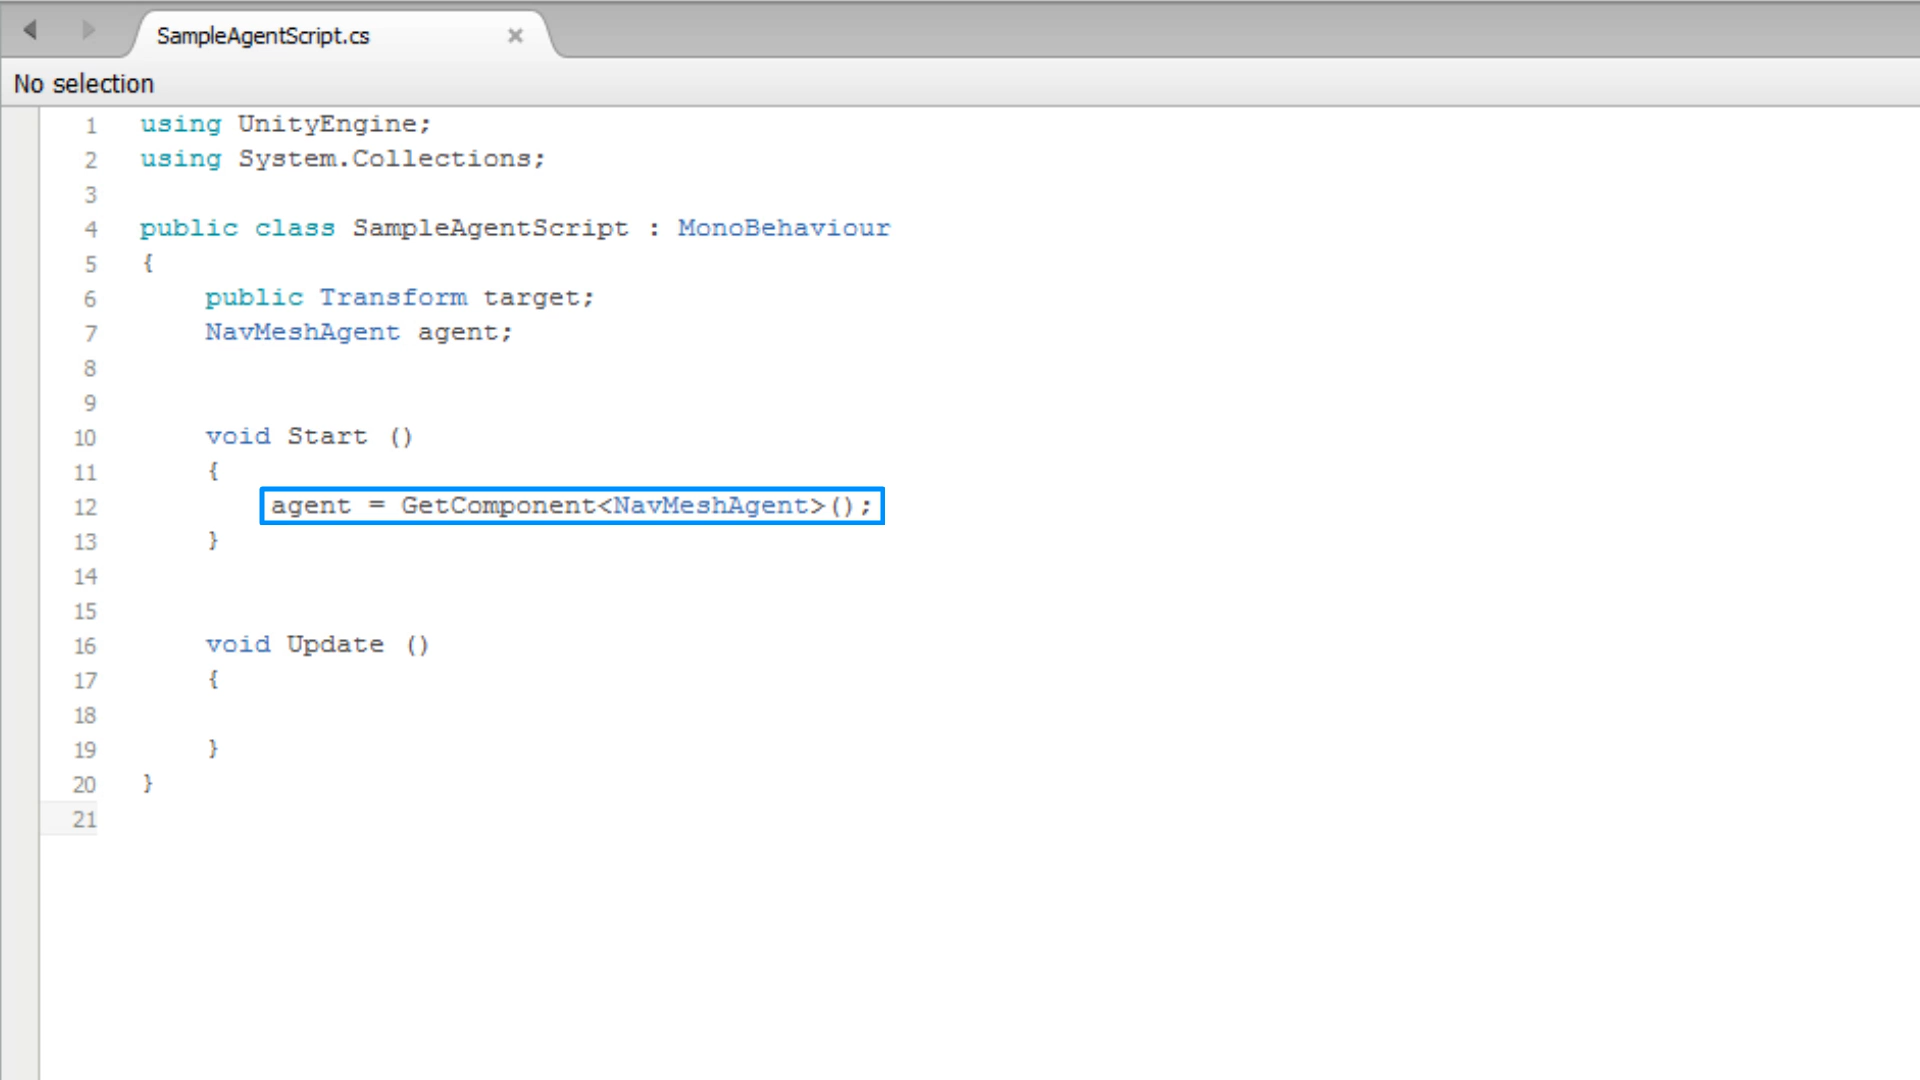 SampleAgentScript.cs
No selection
1 using UnityEngine;
2 using System.Collections;
3
4 public class SampleAgentScript : MonoBehaviour
5 {
6 public Transform target;
7 NavMeshAgent agent;
8
9
10 void Start ()
11 {
12 agent = GetComponent<NavMeshAgent>();
13 }
14
15
16 void Update ()
17 {
18
19 }
20 }
21